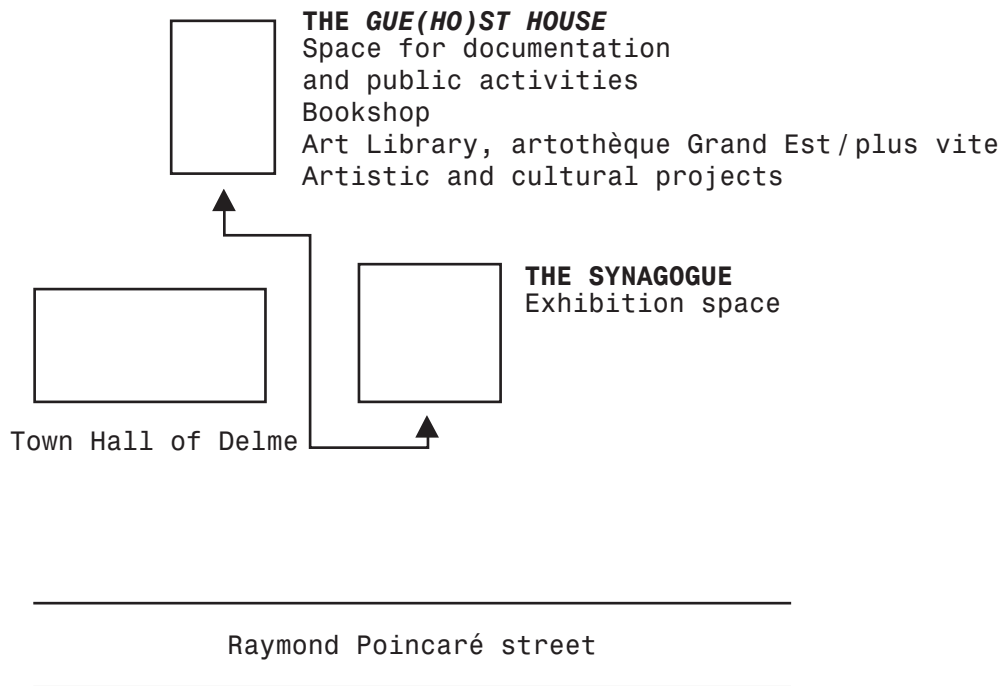 THE GUE(HO)ST HOUSE
Space for documentation
and public activities
Bookshop
Art Library, artothèque Grand Est / plus vite
Artistic and cultural projects
THE SYNAGOGUE
Exhibition space
Town Hall of Delme
Raymond Poincaré street